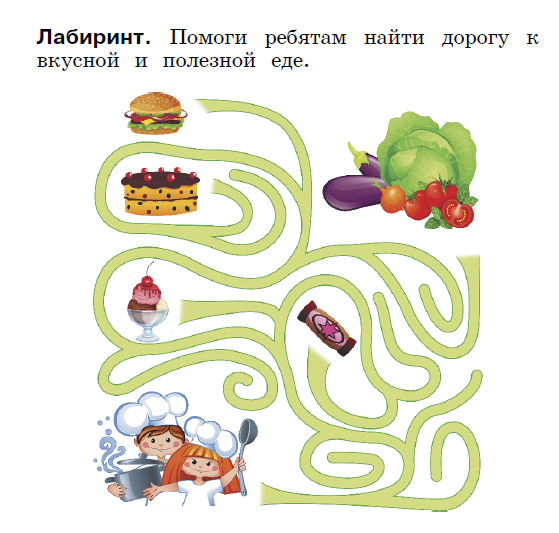 Лабиринт. Помоги ребятам найти дорогу к
вкусной и полезной еде.